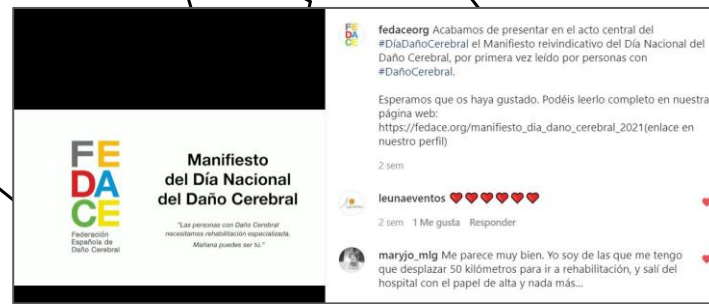 FE
DA
CE
Federación
Española de
Daño Cerebral
Manifiesto
del Día Nacional
del Daño Cerebral
"Las personas con Daño Cerebral
necesitamos rehabilitación especializada.
Mañana puedes ser tú."
FE
DA
CE
fedaceorg Acabamos de presentar en el acto central del
#DíaDañoCerebral el Manifiesto reivindicativo del Día Nacional del
Daño Cerebral, por primera vez leído por personas con
#DañoCerebral.
Esperamos que os haya gustado. Podéis leerlo completo en nuestra
página web:
https://fedace.org/manifiesto_dia_dano_cerebral_2021(enlace en
nuestro perfil)
2 sem
leunaeventos ❤❤❤❤❤❤
2 sem 1 Me gusta Responder
maryjo_mlg Me parece muy bien. Yo soy de las que me tengo
que desplazar 50 kilómetros para ir a rehabilitación, y salí del
hospital con el papel de alta y nada más...